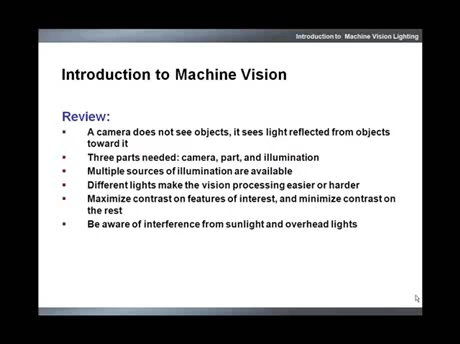 Introduction to Machine Vision Lighting
Introduction to Machine Vision
Review:
▪ A camera does not see objects, it sees light reflected from objects
toward it
▪ Three parts needed: camera, part, and illumination
▪ Multiple sources of illumination are available
▪ Different lights make the vision processing easier or harder
▪ Maximize contrast on features of interest, and minimize contrast on
the rest
▪ Be aware of interference from sunlight and overhead lights